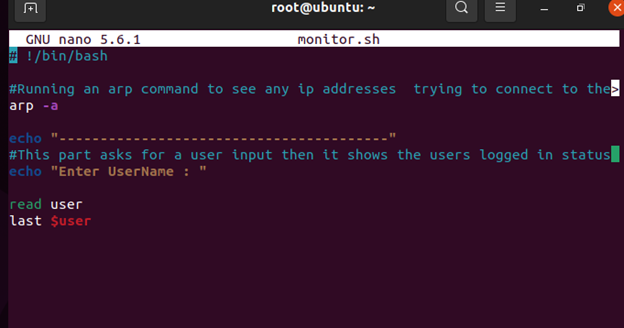 root@ubuntu: ~
GNU nano 5.6.1 monitor.sh
# !/bin/bash
#Running an arp command to see any ip addresses  trying to connect to the>
arp -a
echo "----------------------------------------"
#This part asks for a user input then it shows the users logged in status
echo "Enter UserName : "
read user
last $user